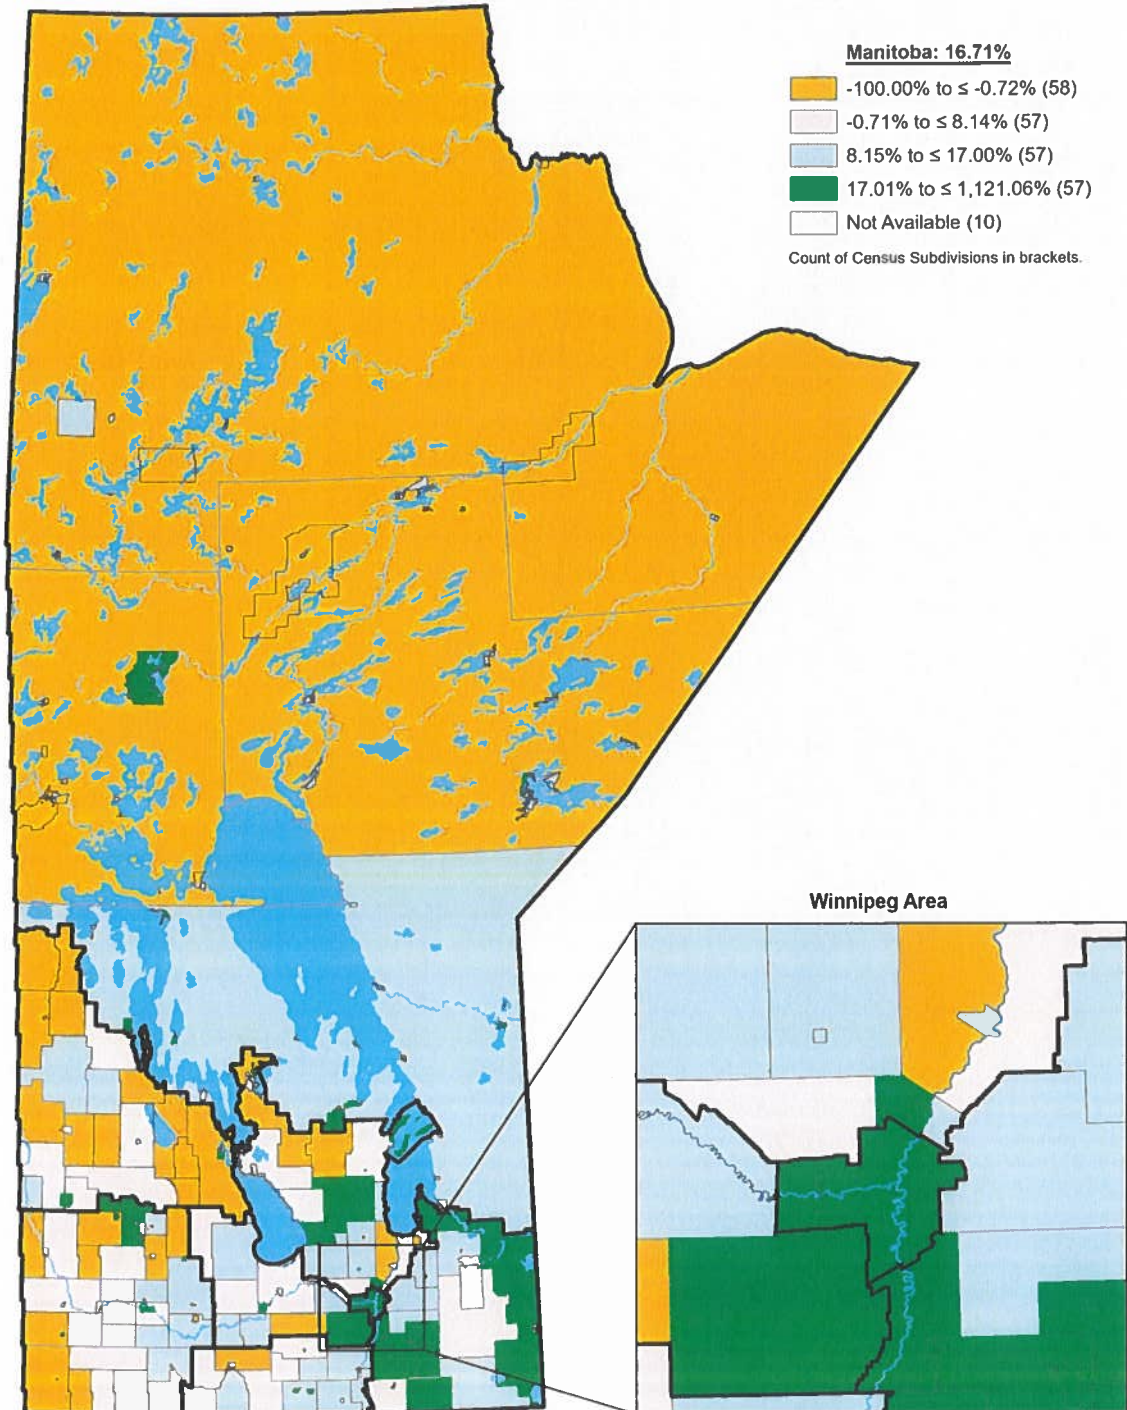 Manitoba: 16.71%
-100.00% to ≤ -0.72% (58)
-0.71% to ≤ 8.14% (57)
8.15% to ≤ 17.00% (57)
17.01% to ≤ 1,121.06% (57)
Not Available (10)
Count of Census Subdivisions in brackets.
Winnipeg Area